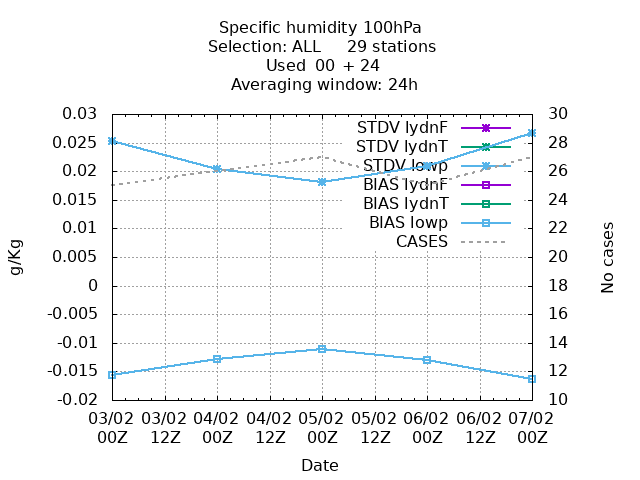 Specific humidity 100hPa
Selection: ALL     29 stations
Used  00  + 24
Averaging window: 24h
g/Kg
No cases
0.03
0.025
0.02
0.015
0.01
0.005
0
-0.005
-0.01
-0.015
-0.02
30
28
26
24
22
20
18
16
14
12
10
STDV lydnF
STDV lydnT
STDV lowp
BIAS lydnF
BIAS lydnT
BIAS lowp
CASES
03/02 03/02 04/02 04/02 05/02 05/02 06/02 06/02 07/02
00Z 12Z 00Z 12Z 00Z 12Z 00Z 12Z 00Z
Date